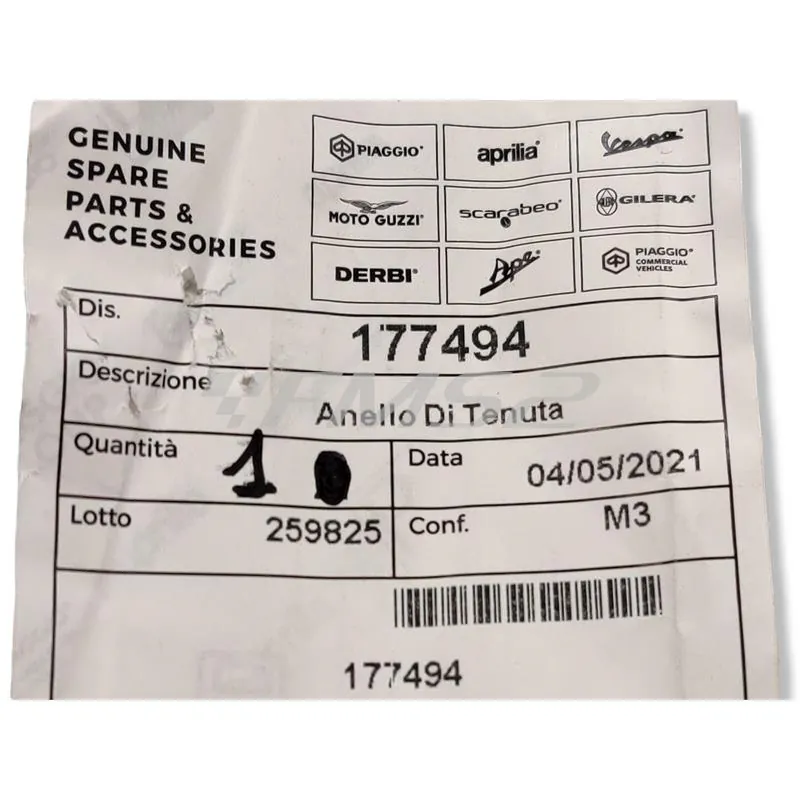 GENUINE
SPARE
PARTS &
ACCESSORIES
PIAGGIO®
aprilia®
Vespa®
MOTO GUZZI®
scarabeo®
GILERA®
DERBI®
Ape®
PIAGGIO®
COMMERCIAL
VEHICLES
Dis.
177494
Descrizione
Anello Di Tenuta
Quantità
1
Data
04/05/2021
Lotto
259825
Conf.
M3
177494